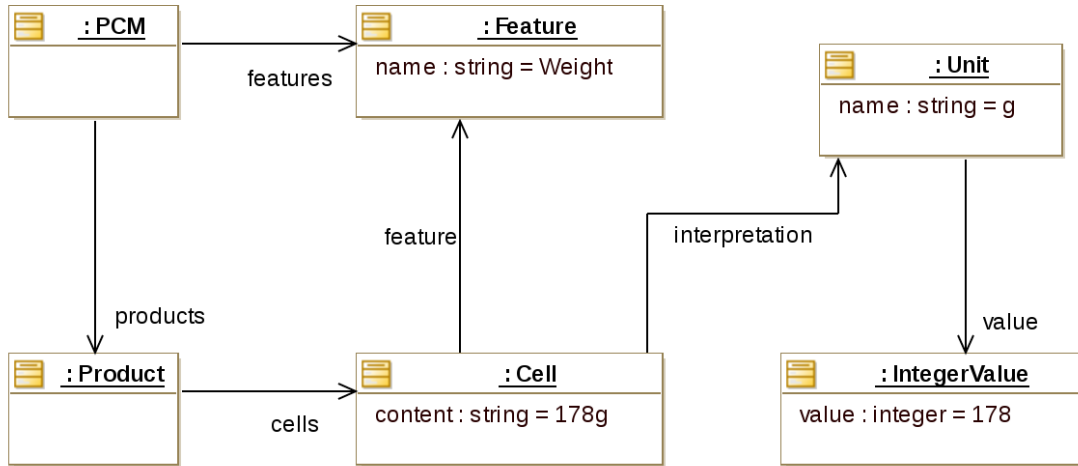 : PCM
: Feature
name : string = Weight
features
: Unit
name : string = g
feature
interpretation
products
value
: Product
: Cell
content : string = 178g
cells
: IntegerValue
value : integer = 178